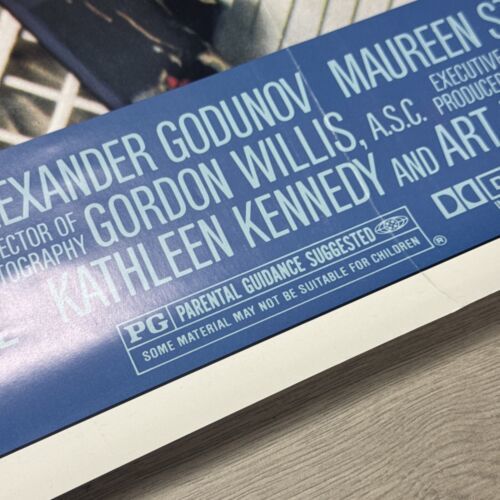 EXANDER GODUNOV MAUREEN S
ECTOR OF
TOGRAPHY GORDON WILLIS, A.S.C. EXECUTIVE
PRODUCE
KATHLEEN KENNEDY AND ART
PG PARENTAL GUIDANCE SUGGESTED
SOME MATERIAL MAY NOT BE SUITABLE FOR CHILDREN ®